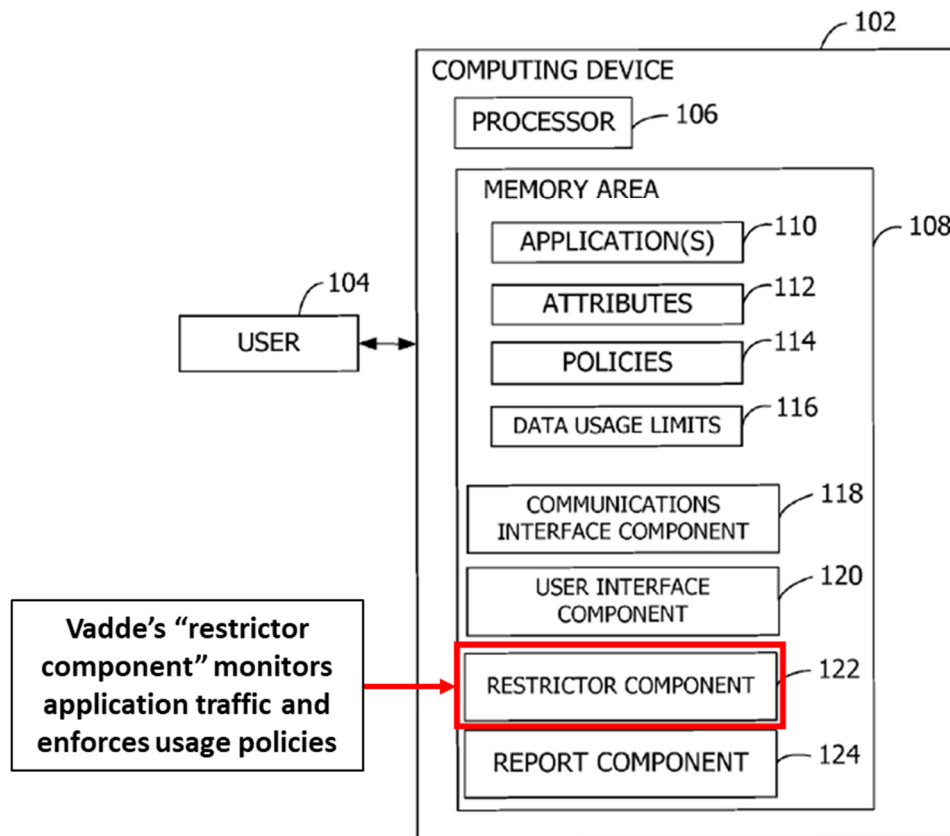 102
COMPUTING DEVICE
PROCESSOR
106
MEMORY AREA
APPLICATION(S)
110
108
ATTRIBUTES
112
104
USER
POLICIES
114
DATA USAGE LIMITS
116
COMMUNICATIONS
INTERFACE COMPONENT
118
USER INTERFACE
COMPONENT
120
Vadde's “restrictor
component” monitors
application traffic and
enforces usage policies
RESTRICTOR COMPONENT
122
REPORT COMPONENT
124